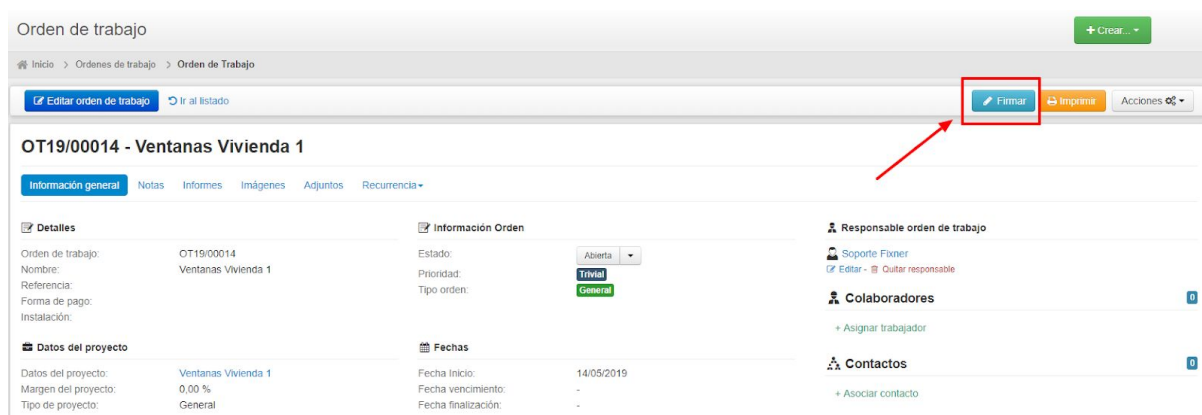 Orden de trabajo
+ Crear...
Inicio > Ordenes de trabajo > Orden de Trabajo
Editar orden de trabajo Ir al listado
Firmar Imprimir Acciones
OT19/00014 - Ventanas Vivienda 1
Información general Notas Informes Imágenes Adjuntos Recurrencia
Detalles
Orden de trabajo: OT19/00014
Nombre: Ventanas Vivienda 1
Referencia:
Forma de pago:
Instalación:
Datos del proyecto
Datos del proyecto: Ventanas Vivienda 1
Margen del proyecto: 0,00 %
Tipo de proyecto: General
Información Orden
Estado: Abierta
Prioridad: Trivial
Tipo orden: General
Fechas
Fecha Inicio: 14/05/2019
Fecha vencimiento: -
Fecha finalización: -
Responsable orden de trabajo
Soporte Fixner
Editar - Quitar responsable
Colaboradores 0
+ Asignar trabajador
Contactos 0
+ Asociar contacto